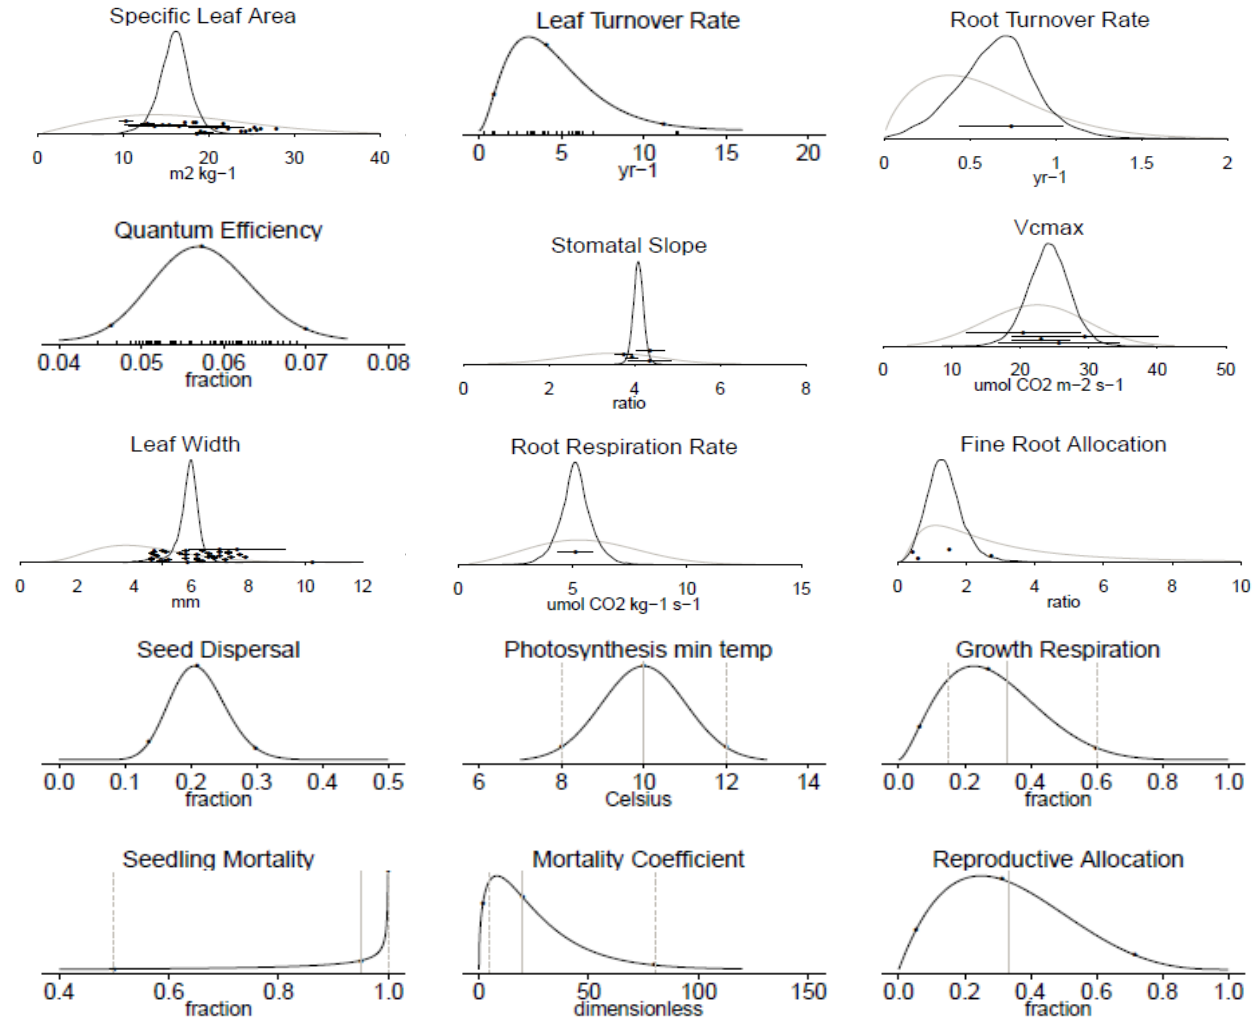 Specific Leaf Area
0 10 20 30 40
m2 kg−1
Leaf Turnover Rate
0 5 10 15 20
yr−1
Root Turnover Rate
0 0.5 1 1.5 2
yr−1
Quantum Efficiency
0.04 0.05 0.06 0.07 0.08
fraction
Stomatal Slope
0 2 4 6 8
ratio
Vcmax
0 10 20 30 40 50
umol CO2 m−2 s−1
Leaf Width
0 2 4 6 8 10 12
mm
Root Respiration Rate
0 5 10 15
umol CO2 kg−1 s−1
Fine Root Allocation
0 2 4 6 8 10
ratio
Seed Dispersal
0.0 0.1 0.2 0.3 0.4 0.5
fraction
Photosynthesis min temp
6 8 10 12 14
Celsius
Growth Respiration
0.0 0.2 0.4 0.6 0.8 1.0
fraction
Seedling Mortality
0.4 0.6 0.8 1.0
fraction
Mortality Coefficient
0 50 100 150
dimensionless
Reproductive Allocation
0.0 0.2 0.4 0.6 0.8 1.0
fraction